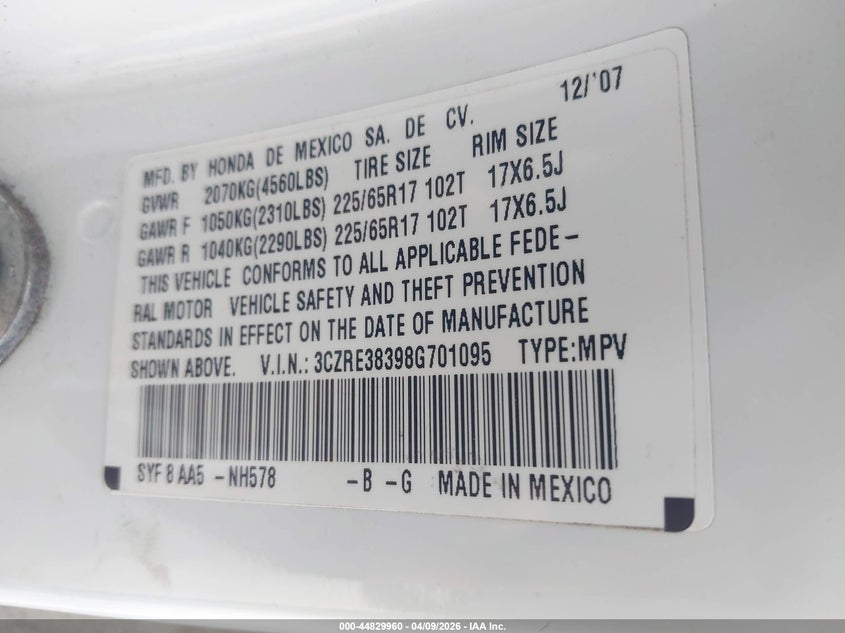 12/'07
MFD. BY HONDA DE MEXICO SA. DE CV.
GVWR 2070KG(4560LBS) TIRE SIZE RIM SIZE
GAWR F 1050KG(2310LBS) 225/65R17 102T 17X6.5J
GAWR R 1040KG(2290LBS) 225/65R17 102T 17X6.5J
THIS VEHICLE CONFORMS TO ALL APPLICABLE FEDE-
RAL MOTOR VEHICLE SAFETY AND THEFT PREVENTION
STANDARDS IN EFFECT ON THE DATE OF MANUFACTURE
SHOWN ABOVE. V.I.N.: 3CZRE38398G701095 TYPE:MPV
SYF 8 AA5 -NH578 -B -G MADE IN MEXICO
000-44829960 - 04/09/2026 - IAA Inc.